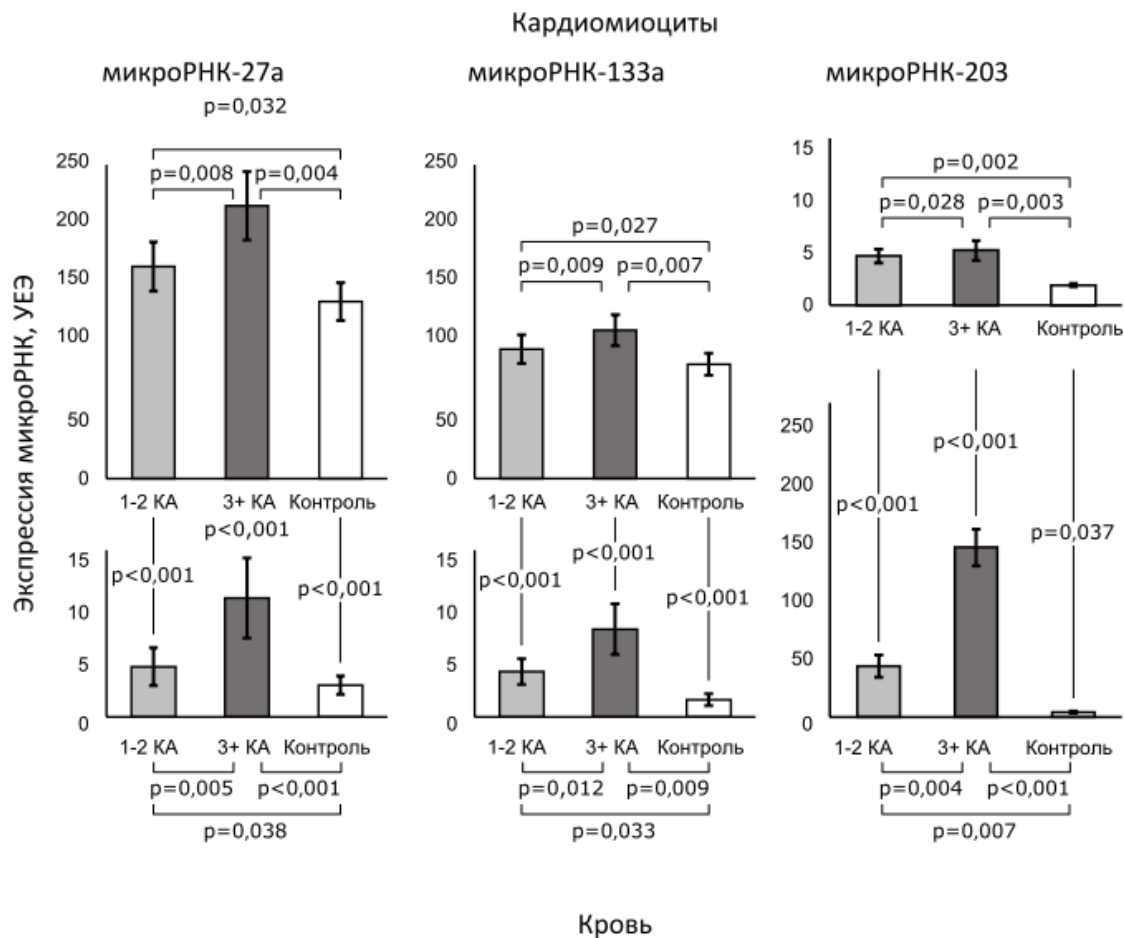 Кардиомиоциты
микроРНК-27а
микроРНК-133а
микроРНК-203
Экспрессия микроРНК, УЕЭ
p=0,032
p=0,008
p=0,004
250
200
150
100
50
0
1-2 КА
3+ КА
Контроль
p=0,027
p=0,009
p=0,007
250
200
150
100
50
0
1-2 КА
3+ КА
Контроль
15
10
5
0
p=0,002
p=0,028
p=0,003
1-2 КА
3+ КА
Контроль
p<0,001
p<0,001
p<0,001
15
10
5
0
1-2 КА
3+ КА
Контроль
p=0,005
p<0,001
p=0,038
p<0,001
p<0,001
p<0,001
15
10
5
0
1-2 КА
3+ КА
Контроль
p=0,012
p=0,009
p=0,033
p<0,001
p<0,001
p=0,037
250
200
150
100
50
0
1-2 КА
3+ КА
Контроль
p=0,004
p<0,001
p=0,007
Кровь